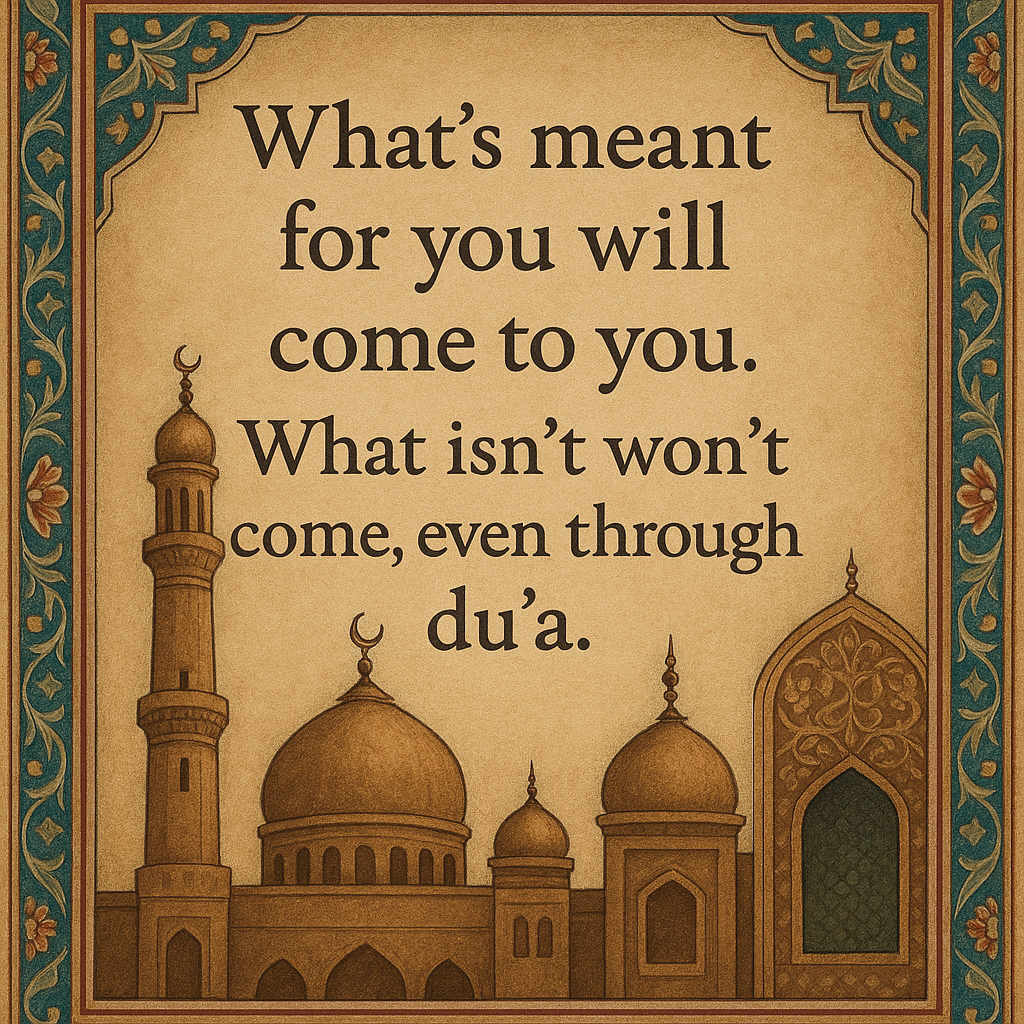 What’s meant
for you will
come to you.
What isn’t won’t
come, even through
du’a.